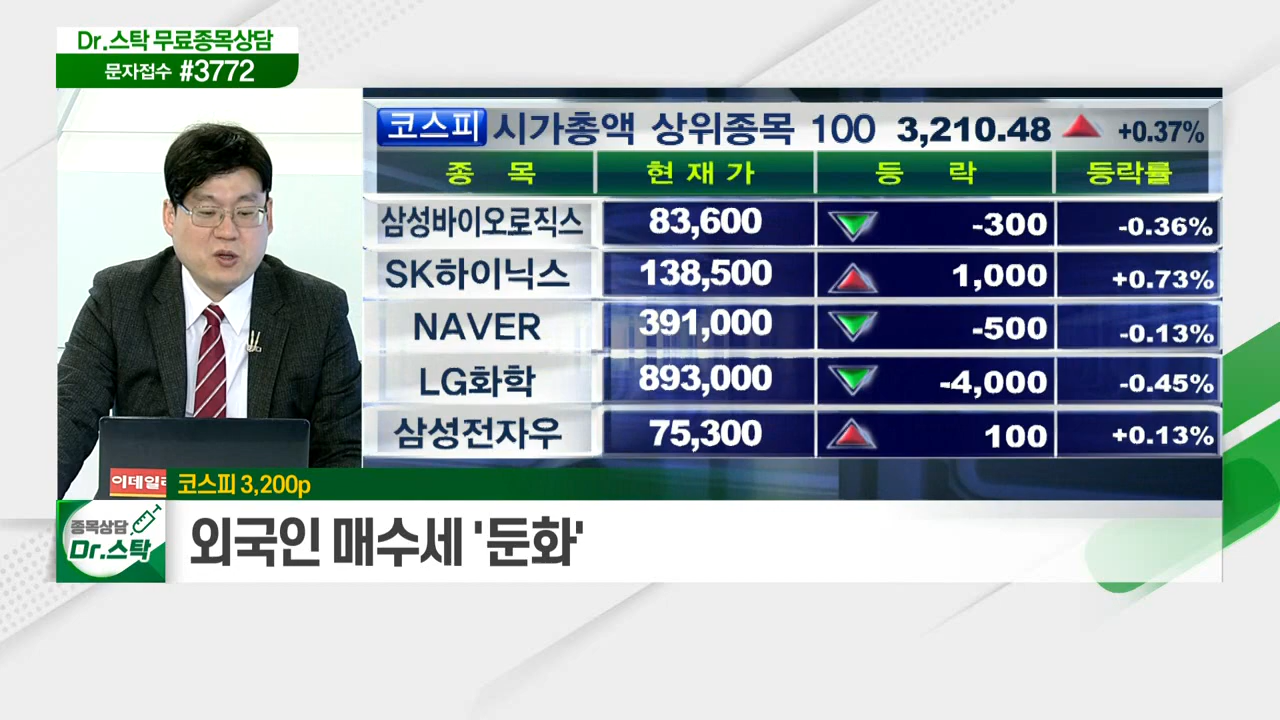 Dr.스탁 무료종목상담
문자접수 #3772
코스피 시가총액 상위종목 100 3,210.48 +0.37%
종 목 현 재 가 등 락 등락률
삼성바이오로직스 83,600 -300 -0.36%
SK하이닉스 138,500 1,000 +0.73%
NAVER 391,000 -500 -0.13%
LG화학 893,000 -4,000 -0.45%
삼성전자우 75,300 100 +0.13%
이데일리
코스피 3,200p
종목상담
Dr.스탁
외국인 매수세 '둔화'